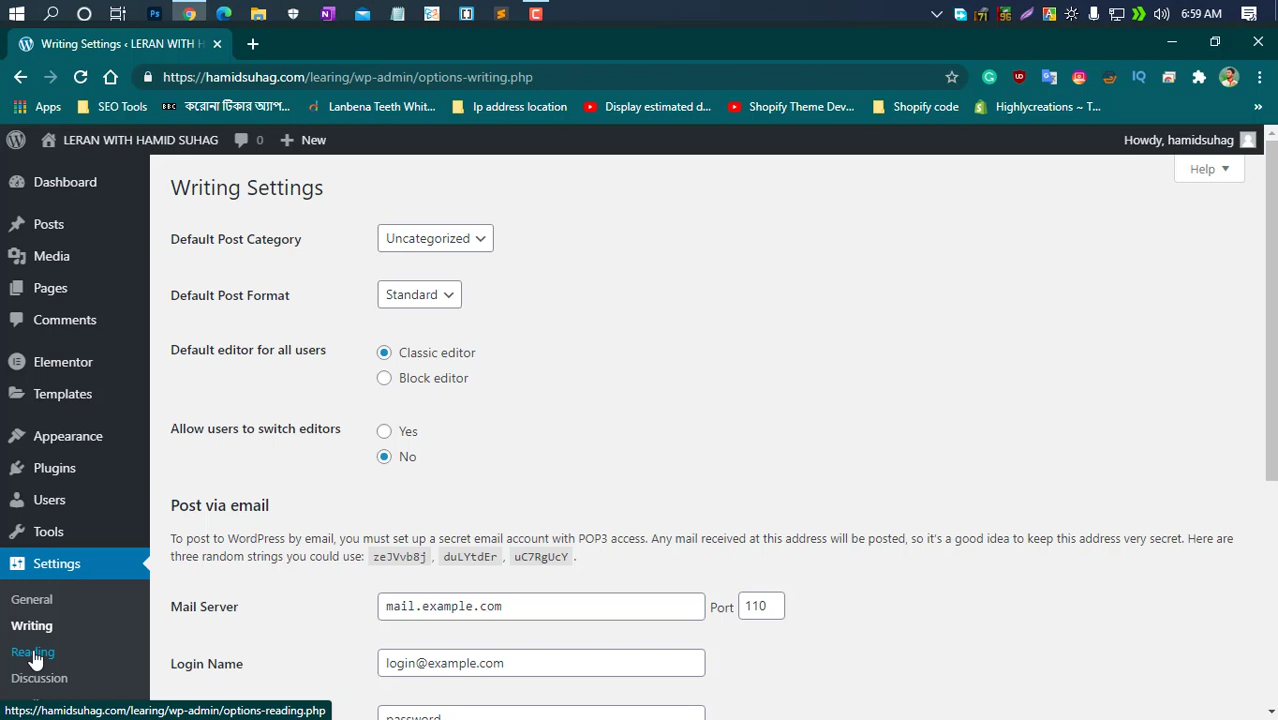 6:59 AM
Writing Settings ‹ LERAN WITH H
https://hamidsuhag.com/learing/wp-admin/options-writing.php
Apps SEO Tools করোনা টিকার অ্যাপ... Lanbena Teeth Whit... Ip address location Display estimated d... Shopify Theme Dev... Shopify code Highlycreations ~ T... »
LERAN WITH HAMID SUHAG 0 New Howdy, hamidsuhag
Help
Dashboard
Posts
Media
Pages
Comments
Elementor
Templates
Appearance
Plugins
Users
Tools
Settings
General
Writing
Reading
Discussion
Writing Settings
Default Post Category Uncategorized
Default Post Format Standard
Default editor for all users Classic editor
Block editor
Allow users to switch editors Yes
No
Post via email
To post to WordPress by email, you must set up a secret email account with POP3 access. Any mail received at this address will be posted, so it's a good idea to keep this address very secret. Here are
three random strings you could use: zeJVvb8j , duLYtdEr , uC7RgUcY .
Mail Server mail.example.com Port 110
Login Name login@example.com
password
https://hamidsuhag.com/learing/wp-admin/options-reading.php